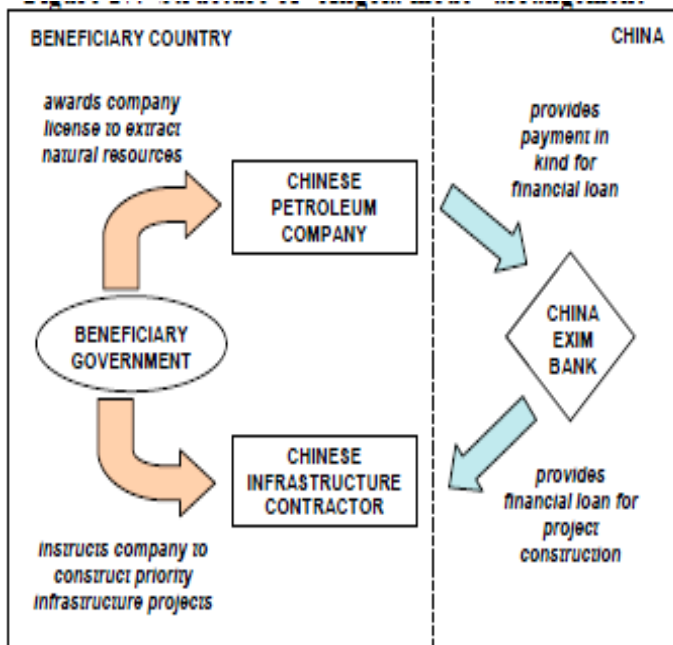 BENEFICIARY COUNTRY
CHINA
awards company
license to extract
natural resources
provides
payment in
kind for
financial loan
CHINESE
PETROLEUM
COMPANY
BENEFICIARY
GOVERNMENT
CHINA
EXIM
BANK
CHINESE
INFRASTRUCTURE
CONTRACTOR
instructs company to
construct priority
infrastructure projects
provides
financial loan for
project
construction